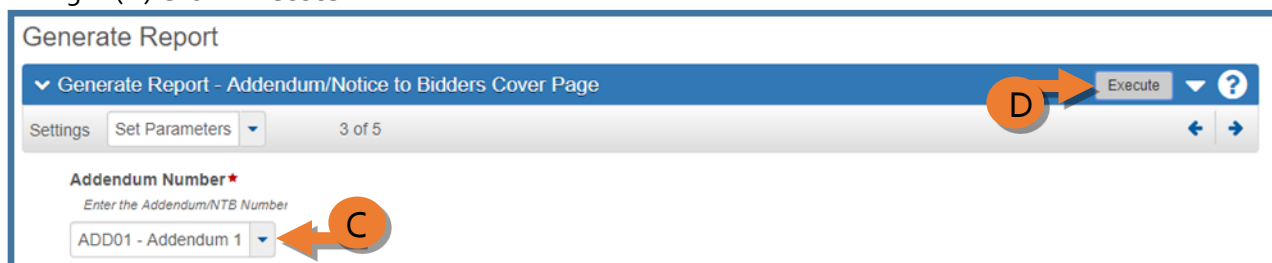 Generate Report
Generate Report - Addendum/Notice to Bidders Cover Page
D
Execute
?
Settings Set Parameters 3 of 5
Addendum Number★
Enter the Addendum/NTB Number
ADD01 - Addendum 1
C